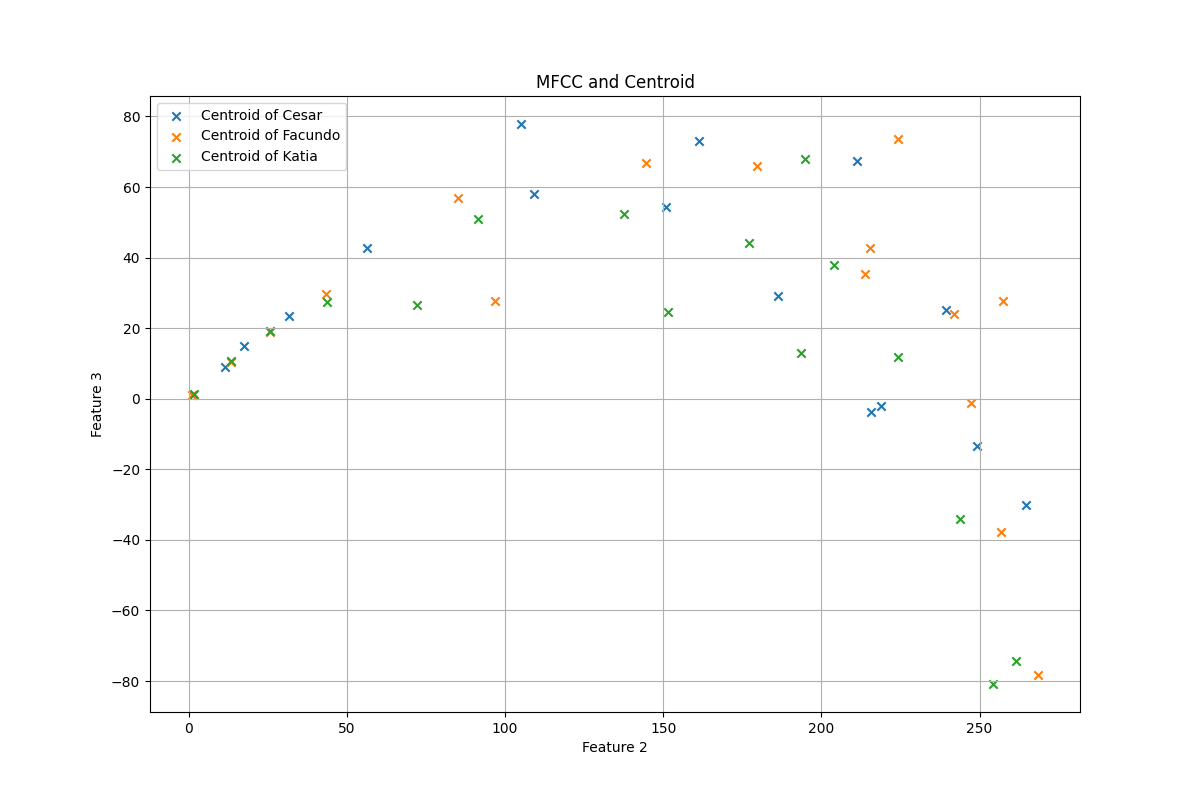 MFCC and Centroid
Centroid of Cesar
Centroid of Facundo
Centroid of Katia
80
60
40
20
0
−20
−40
−60
−80
Feature 3
0 50 100 150 200 250
Feature 2